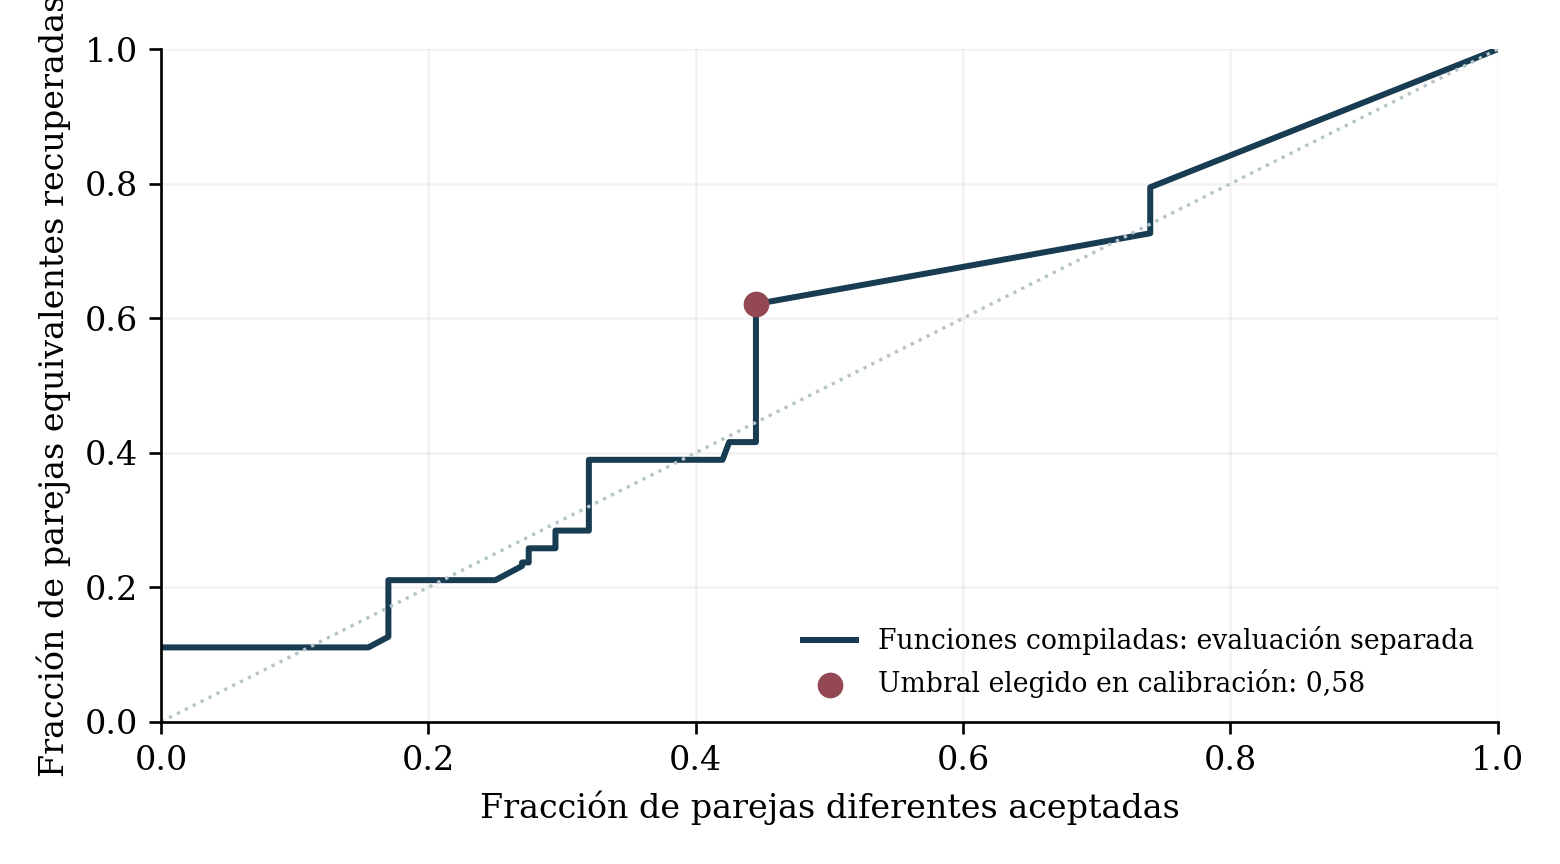 Fracción de parejas equivalentes recuperadas
1.0
0.8
0.6
0.4
0.2
0.0
Funciones compiladas: evaluación separada
Umbral elegido en calibración: 0,58
0.0 0.2 0.4 0.6 0.8 1.0
Fracción de parejas diferentes aceptadas